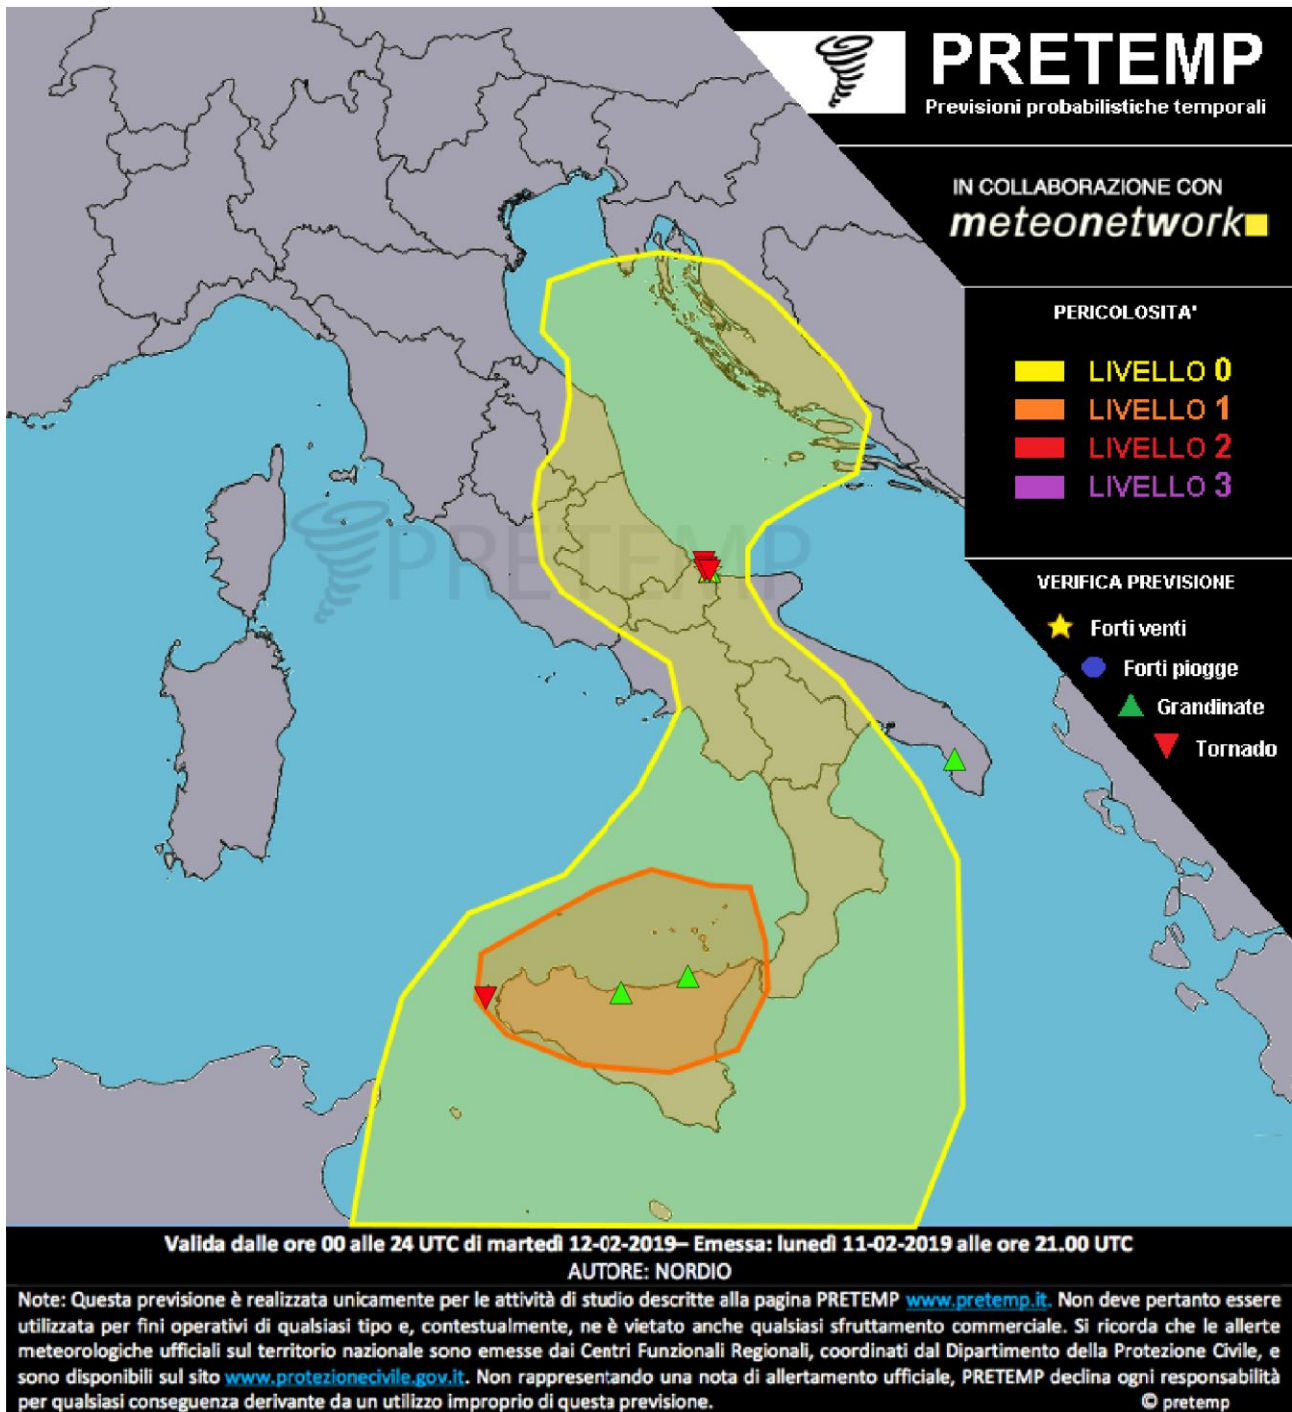 PRETEMP
Previsioni probabilistiche temporali
IN COLLABORAZIONE CON
meteonetwork
PERICOLOSITA'
LIVELLO 0
LIVELLO 1
LIVELLO 2
LIVELLO 3
PRETEMP
VERIFICA PREVISIONE
Forti venti
Forti piogge
Grandinate
Tornado
Valida dalle ore 00 alle 24 UTC di martedì 12-02-2019– Emessa: lunedì 11-02-2019 alle ore 21.00 UTC
AUTORE: NORDIO
Note: Questa previsione è realizzata unicamente per le attività di studio descritte alla pagina PRETEMP www.pretemp.it. Non deve pertanto essere
utilizzata per fini operativi di qualsiasi tipo e, contestualmente, ne è vietato anche qualsiasi sfruttamento commerciale. Si ricorda che le allerte
meteorologiche ufficiali sul territorio nazionale sono emesse dai Centri Funzionali Regionali, coordinati dal Dipartimento della Protezione Civile, e
sono disponibili sul sito www.protezionecivile.gov.it. Non rappresentando una nota di allertamento ufficiale, PRETEMP declina ogni responsabilità
per qualsiasi conseguenza derivante da un utilizzo improprio di questa previsione. © pretemp